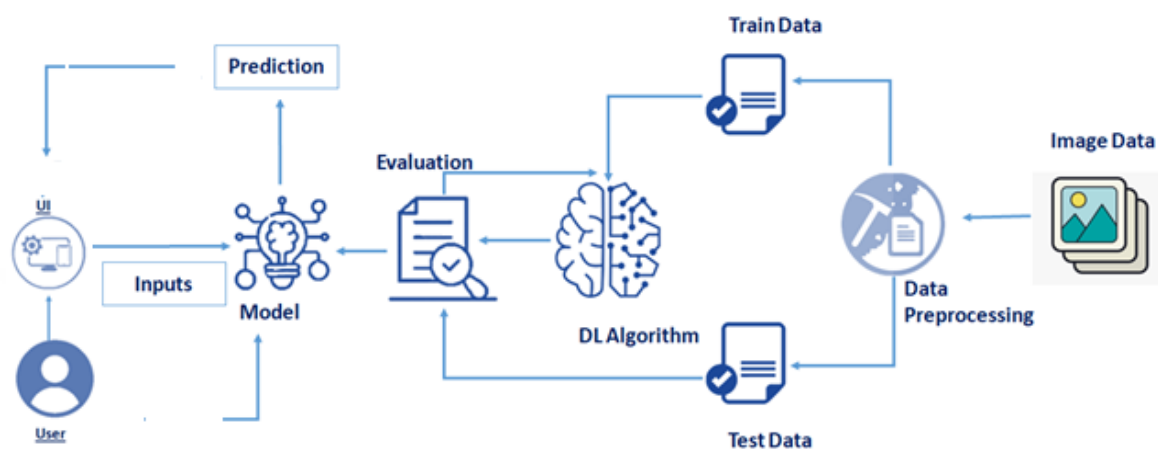 Train Data
Prediction
Image Data
Evaluation
UI
Inputs
Model
Data
Preprocessing
DL Algorithm
User
Test Data